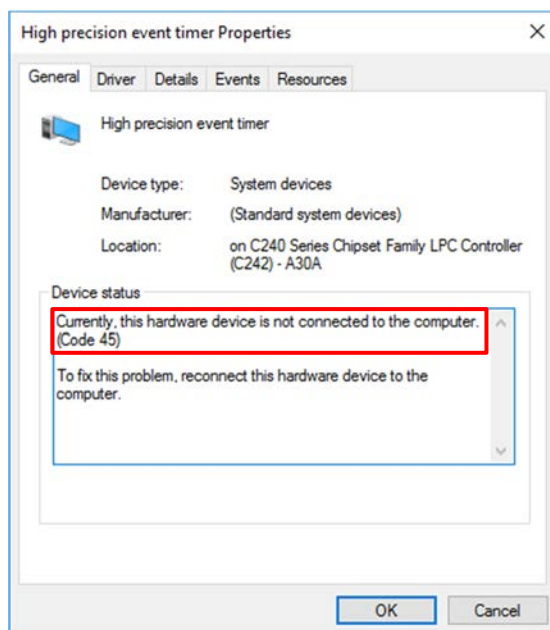 High precision event timer Properties
General Driver Details Events Resources
High precision event timer
Device type: System devices
Manufacturer: (Standard system devices)
Location: on C240 Series Chipset Family LPC Controller
(C242) - A30A
Device status
Currently, this hardware device is not connected to the computer.
(Code 45)
To fix this problem, reconnect this hardware device to the
computer.
OK Cancel